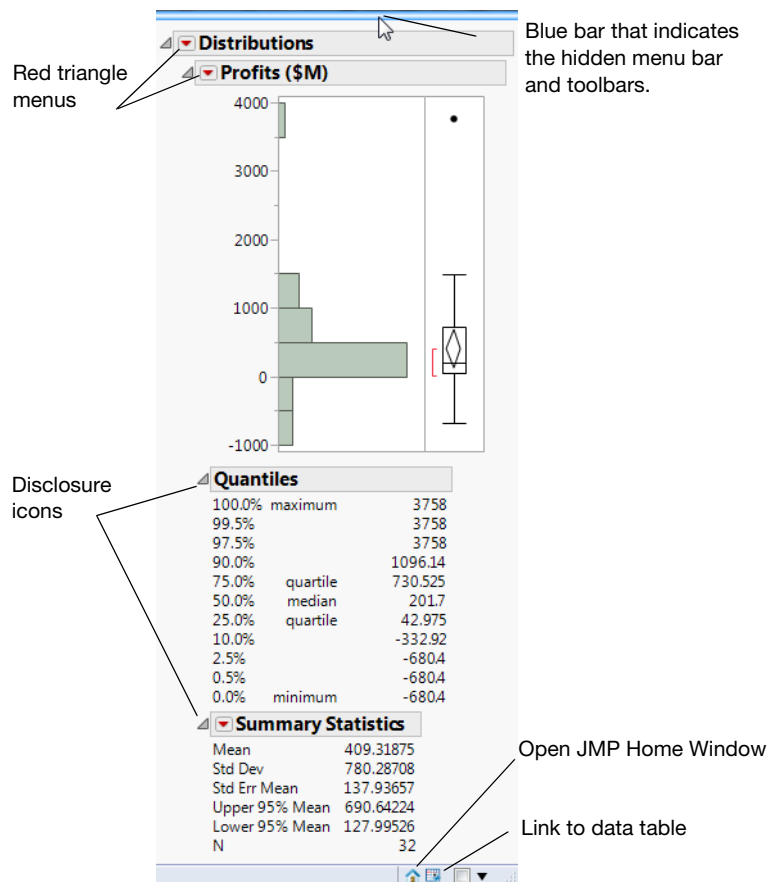 Blue bar that indicates
the hidden menu bar
and toolbars.
Distributions
Red triangle
menus
Profits ($M)
4000
3000
2000
1000
0
-1000
Disclosure
icons
Quantiles
100.0% maximum 3758
99.5% 3758
97.5% 3758
90.0% 1096.14
75.0% quartile 730.525
50.0% median 201.7
25.0% quartile 42.975
10.0% -332.92
2.5% -680.4
0.5% -680.4
0.0% minimum -680.4
Summary Statistics
Mean 409.31875
Std Dev 780.28708
Std Err Mean 137.93657
Upper 95% Mean 690.64224
Lower 95% Mean 127.99526
N 32
Open JMP Home Window
Link to data table